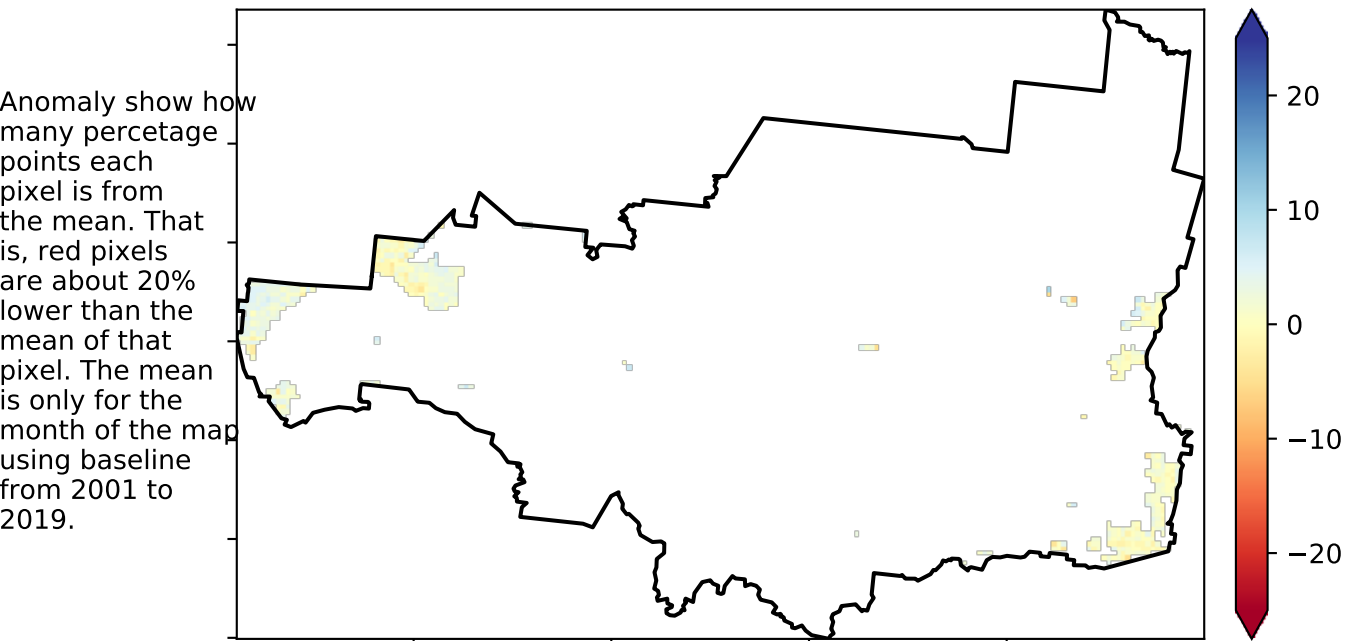 Anomaly show how
many percetage
points each
pixel is from
the mean. That
is, red pixels
are about 20%
lower than the
mean of that
pixel. The mean
is only for the
month of the map
using baseline
from 2001 to
2019.
20
10
0
−10
−20